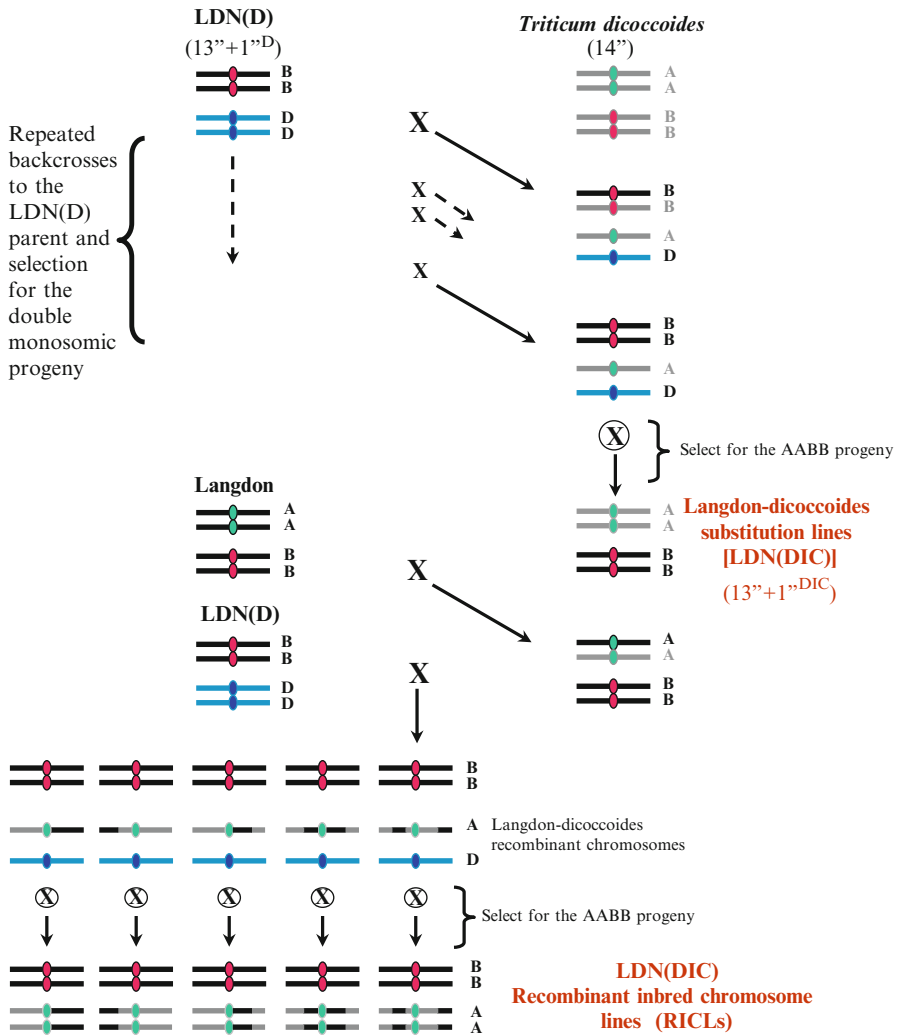 LDN(D)
(13”+1”D)
Triticum dicoccoides
(14”)
B
B
D
D
A
A
B
B
Repeated
backcrosses
to the
LDN(D)
parent and
selection
for the
double
monosomic
progeny
X
X
X
X
B
B
A
D
B
B
A
D
X
Select for the AABB progeny
Langdon
A
A
B
B
X
A
A
B
B
Langdon-dicoccoides
substitution lines
[LDN(DIC)]
(13”+1”DIC)
LDN(D)
B
B
D
D
X
A
A
B
B
B
B
A
D
Langdon-dicoccoides
recombinant chromosomes
X X X X X
Select for the AABB progeny
B
B
A
A
LDN(DIC)
Recombinant inbred chromosome
lines (RICLs)